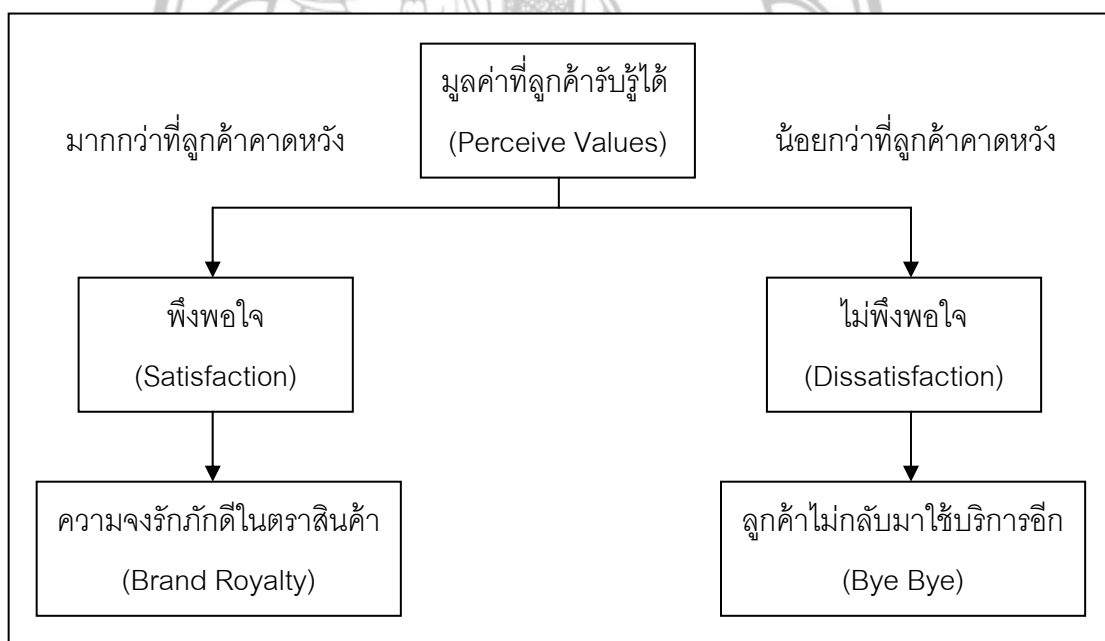 มูลค่าที่ลูกค้ารับรู้ได้
(Perceive Values)
มากกว่าที่ลูกค้าคาดหวัง
น้อยกว่าที่ลูกค้าคาดหวัง
พึงพอใจ
(Satisfaction)
ไม่พึงพอใจ
(Dissatisfaction)
ความจงรักภักดีในตราสินค้า
(Brand Royalty)
ลูกค้าไม่กลับมาใช้บริการอีก
(Bye Bye)